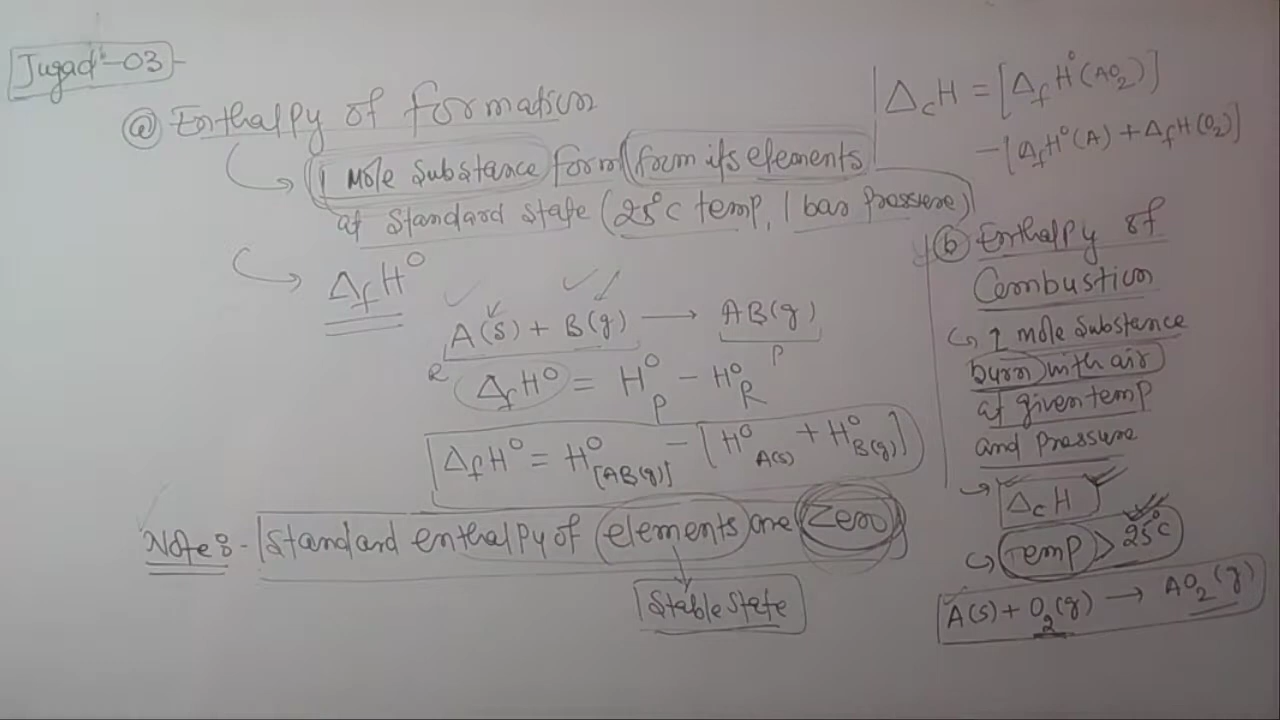 Jugad-03-
(a) Enthalpy of formation
1 Mole substance form form its elements
at standard state (25°C temp, 1 bar pressere)
ΔfH°
A(s) + B(g) → AB(g)
R P
ΔfH° = H°P - H°R
ΔfH° = H°[AB(g)] - [H°A(s) + H°B(g)]
Note:- Standard enthalpy of elements are Zero
Stable state
ΔcH = [ΔfH°(AO2)]
-[ΔfH°(A) + ΔfH(O2)]
(b) Enthalpy of
Combustion
1 mole substance
burn with air
at given temp
and pressure
ΔcH
Temp > 25°C
A(s) + O2(g) → AO2(g)